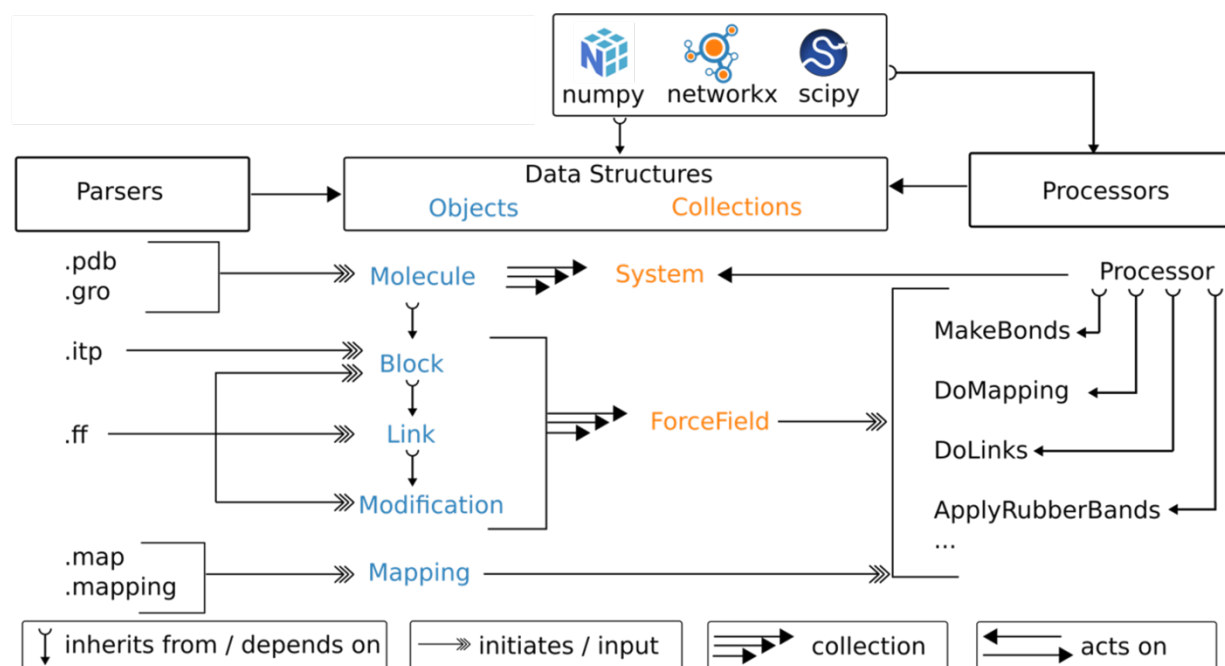 numpy networkx scipy
Parsers
Data Structures
Objects Collections
Processors
.pdb
.gro
Molecule System Processor
MakeBonds
.itp
Block
DoMapping
.ff
Link
ForceField
DoLinks
Modification
ApplyRubberBands
...
.map
.mapping
Mapping
inherits from / depends on
initiates / input
collection
acts on